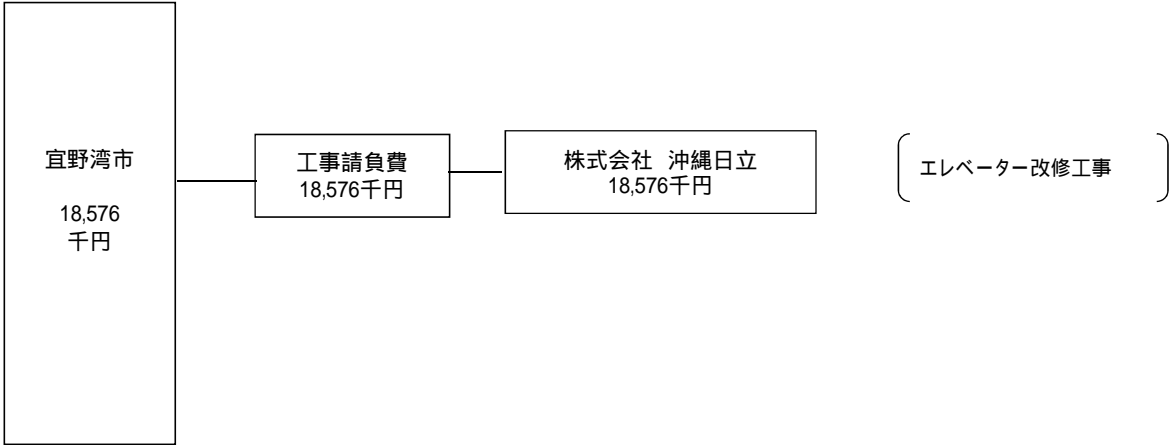 宜野湾市
18,576
千円
工事請負費
18,576千円
株式会社 沖縄日立
18,576千円
エレベーター改修工事